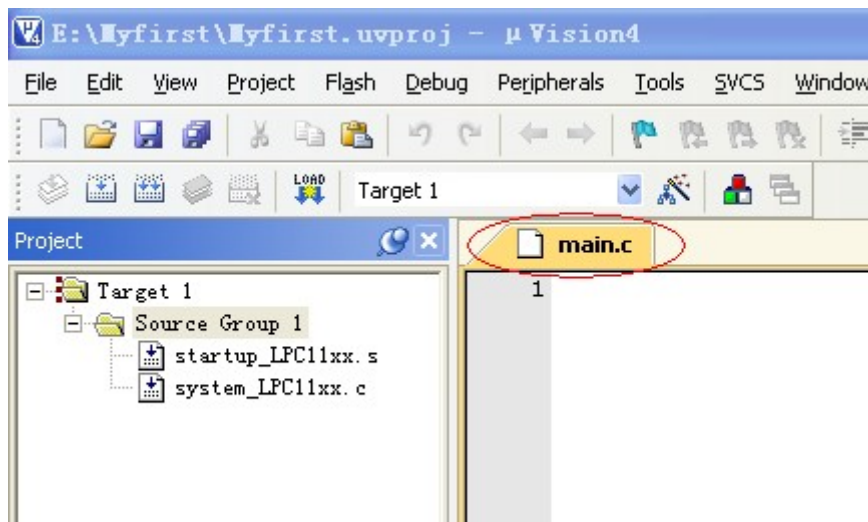 E:\Myfirst\Myfirst.uvproj - µVision4
File Edit View Project Flash Debug Peripherals Tools SVCS Window
LOAD Target 1
Project
main.c
1
Target 1
Source Group 1
startup_LPC11xx.s
system_LPC11xx.c